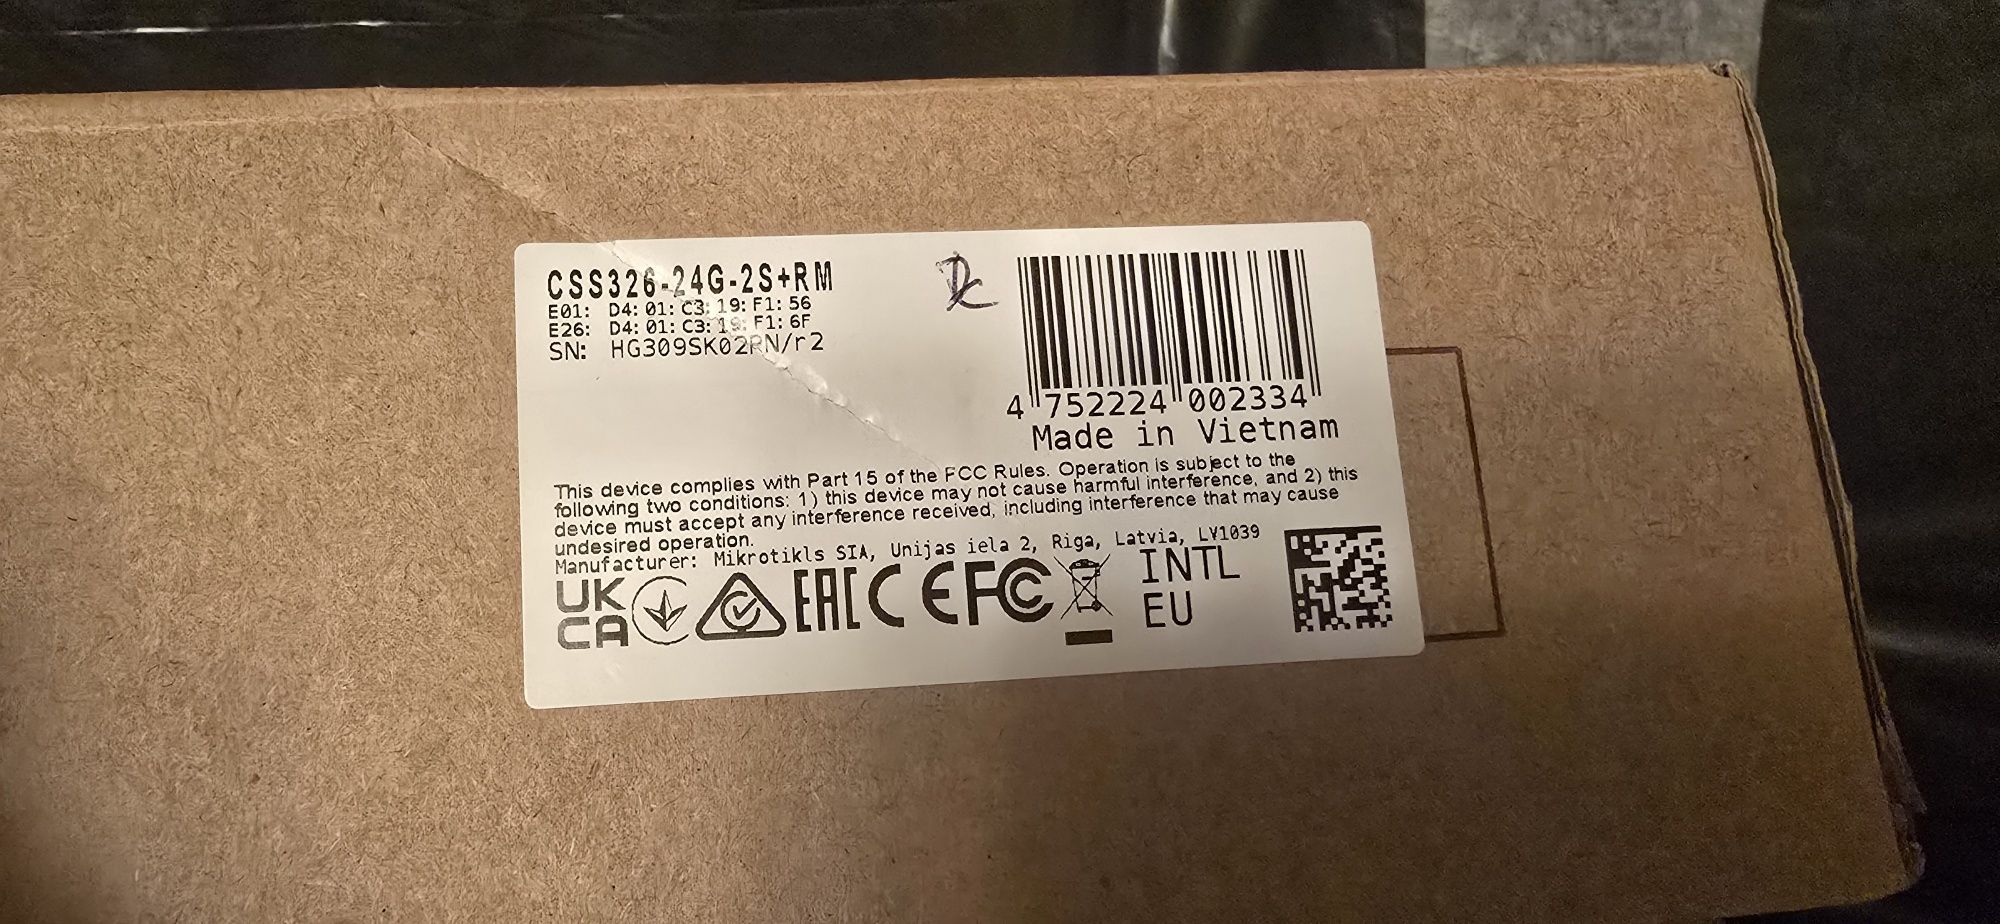 CSS326-24G-2S+RM
E01: D4:01:C3:19:F1:56
E26: D4:01:C3:19:F1:6F
SN: HG309SK02RN/r2
4 752224 002334
Made in Vietnam
This device complies with Part 15 of the FCC Rules. Operation is subject to the
following two conditions: 1) this device may not cause harmful interference, and 2) this
device must accept any interference received, including interference that may cause
undesired operation.
Manufacturer: Mikrotikls SIA, Unijas iela 2, Riga, Latvia, LV1039
UK
CA
EAC CE FC
INTL
EU